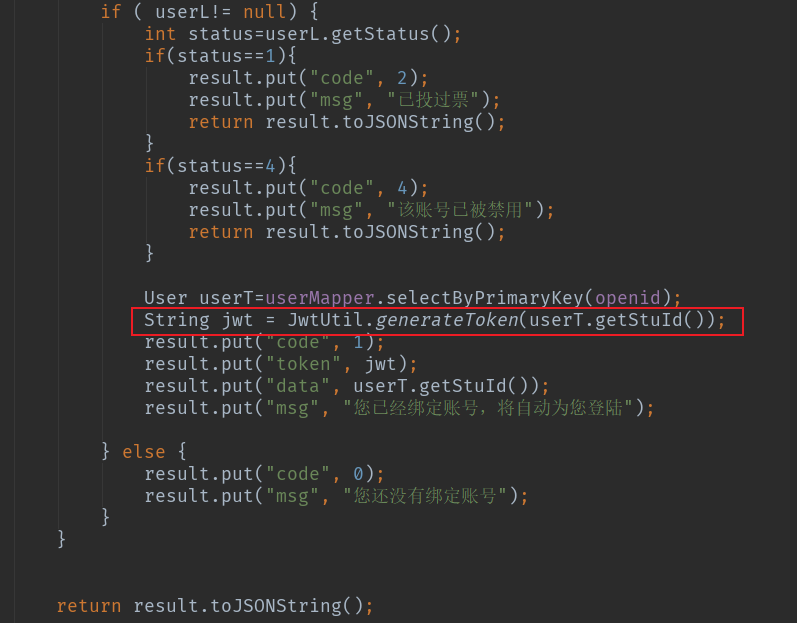 if ( userL!= null) {
int status=userL.getStatus();
if(status==1){
result.put("code", 2);
result.put("msg", "已投过票");
return result.toJSONString();
}
if(status==4){
result.put("code", 4);
result.put("msg", "该账号已被禁用");
return result.toJSONString();
}
User userT=userMapper.selectByPrimaryKey(openid);
String jwt = JwtUtil.generateToken(userT.getStuId());
result.put("code", 1);
result.put("token", jwt);
result.put("data", userT.getStuId());
result.put("msg", "您已经绑定账号，将自动为您登陆");
} else {
result.put("code", 0);
result.put("msg", "您还没有绑定账号");
}
}
return result.toJSONString();